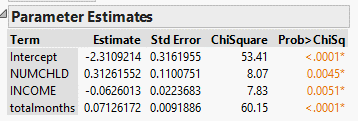 Parameter Estimates
Term Estimate Std Error ChiSquare Prob>ChiSq
Intercept -2.3109214 0.3161955 53.41 <.0001*
NUMCHLD 0.31261552 0.1100751 8.07 0.0045*
INCOME -0.0626013 0.0223683 7.83 0.0051*
totalmonths 0.07126172 0.0091886 60.15 <.0001*